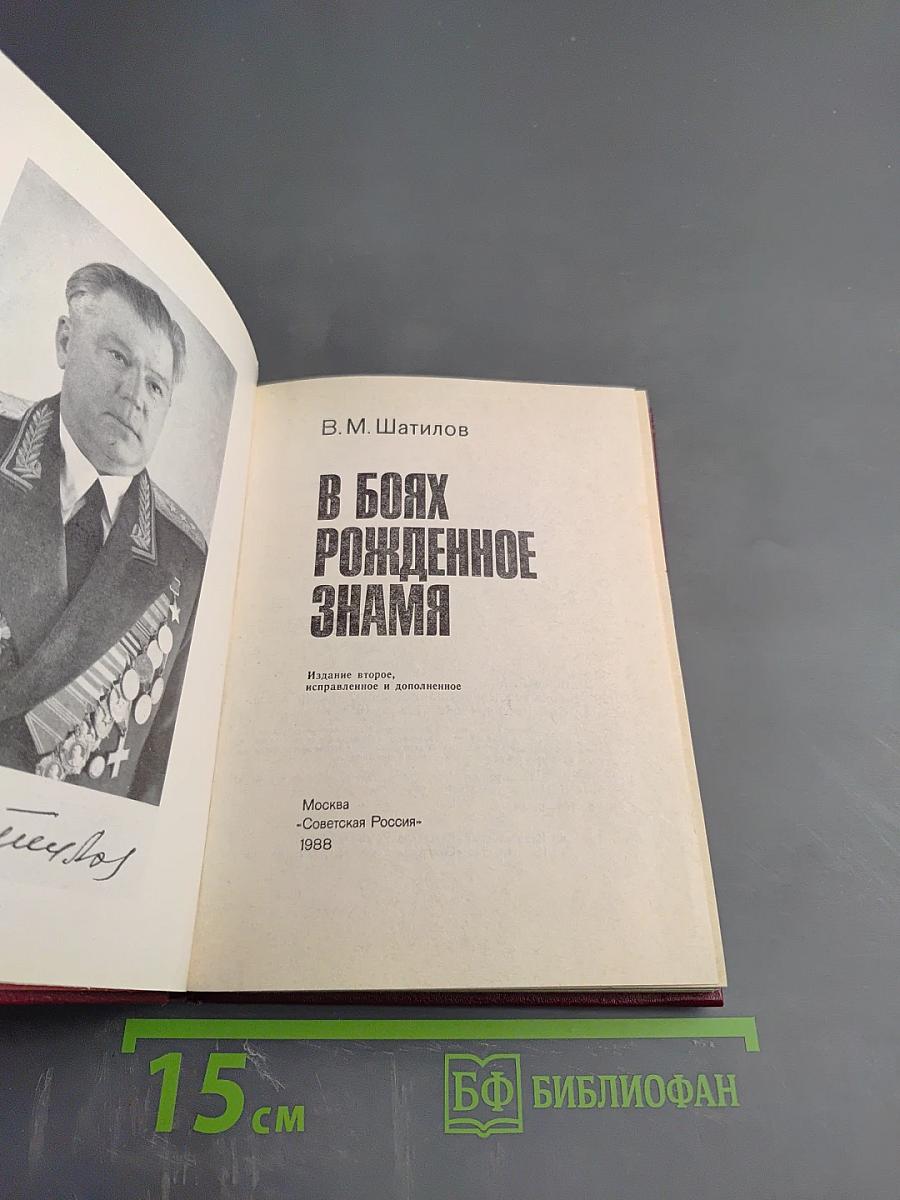 В. М. Шатилов
В БОЯХ
РОЖДЕННОЕ
ЗНАМЯ
Издание второе,
исправленное и дополненное
Москва
«Советская Россия»
1988
15 см
БФ БИБЛИОФАН